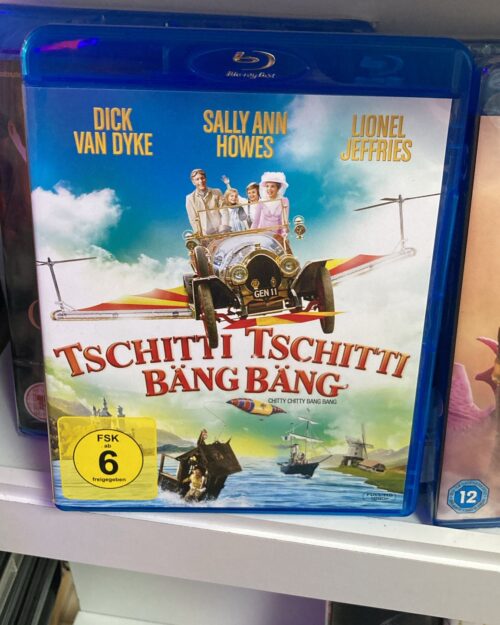 Blu-ray Disc
DICK
VAN DYKE
SALLY ANN
HOWES
LIONEL
JEFFRIES
GEN 11
TSCHITTI TSCHITTI
BÄNG BÄNG
CHITTY CHITTY BANG BANG
FSK
ab
6
freigegeben
12